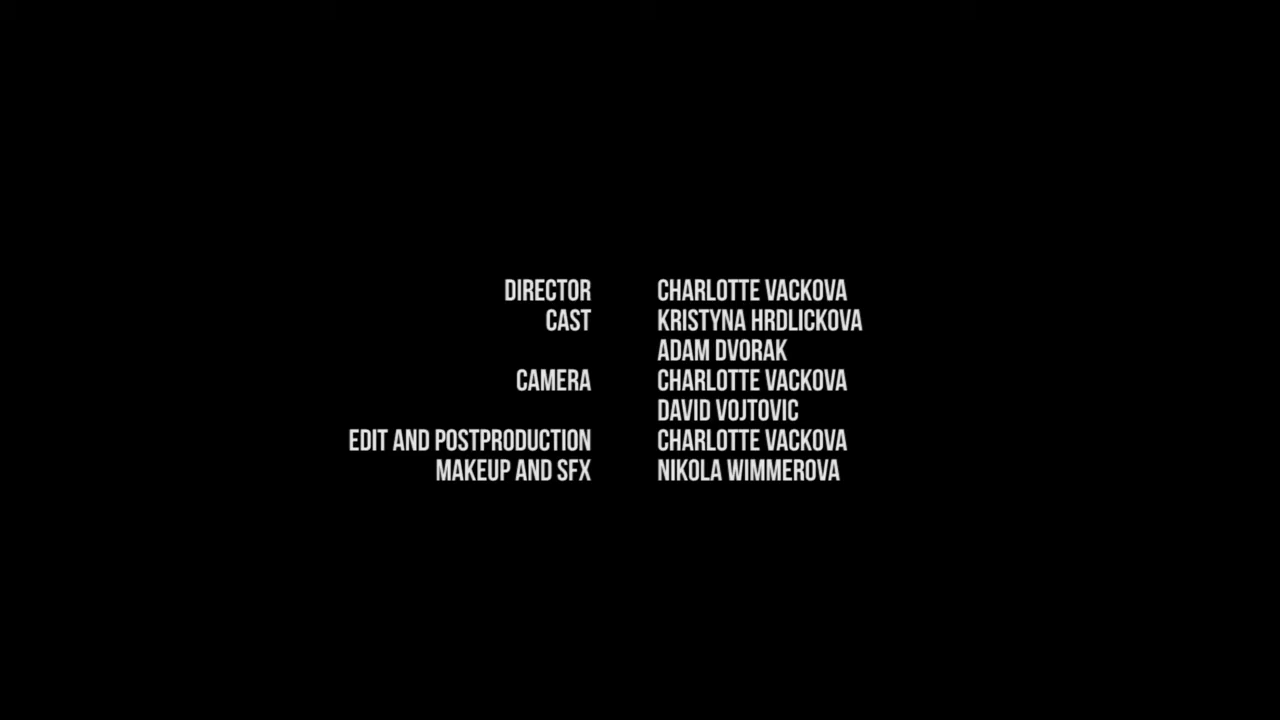 DIRECTOR CHARLOTTE VACKOVA
CAST KRISTYNA HRDLICKOVA
ADAM DVORAK
CAMERA CHARLOTTE VACKOVA
DAVID VOJTOVIC
EDIT AND POSTPRODUCTION CHARLOTTE VACKOVA
MAKEUP AND SFX NIKOLA WIMMEROVA